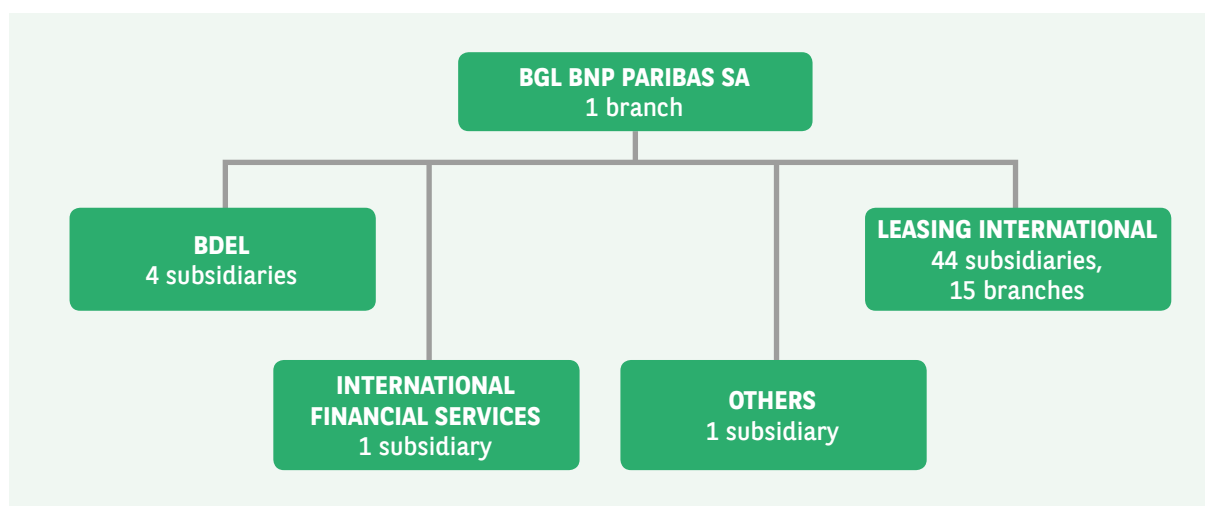 BGL BNP PARIBAS SA
1 branch
BDEL
4 subsidiaries
LEASING INTERNATIONAL
44 subsidiaries,
15 branches
INTERNATIONAL
FINANCIAL SERVICES
1 subsidiary
OTHERS
1 subsidiary